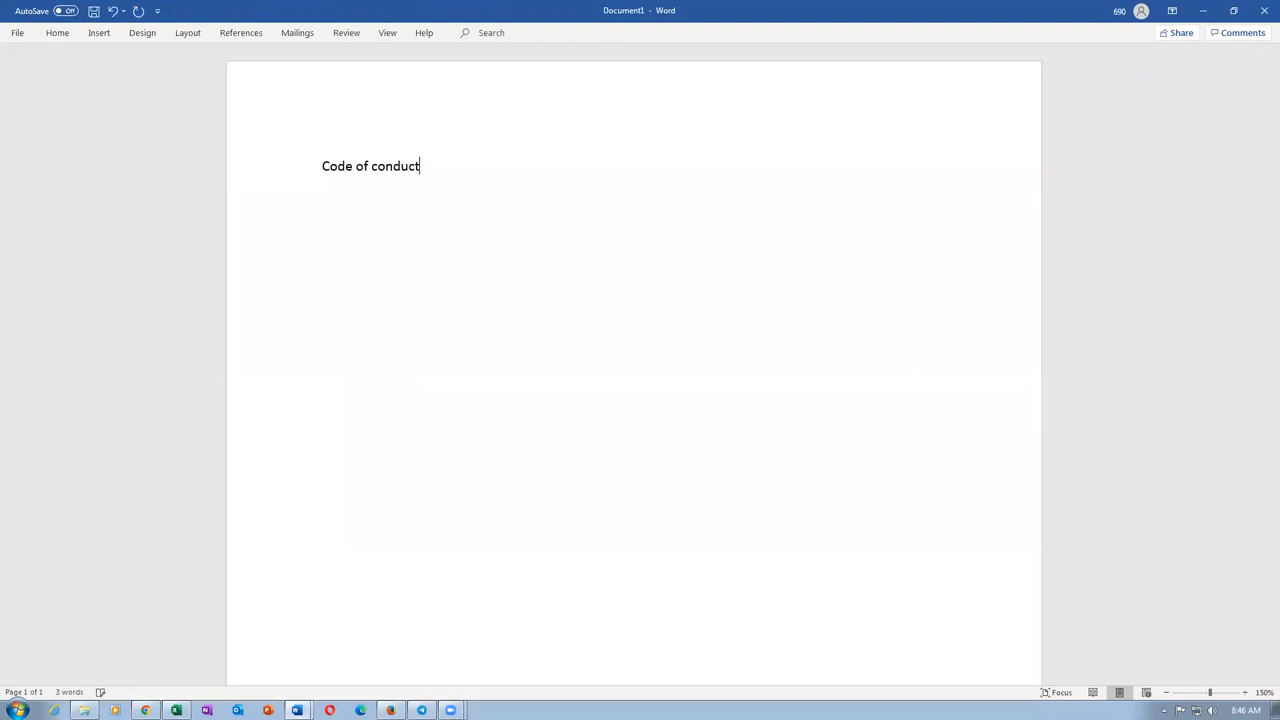 AutoSave Off Document1 - Word 690
File Home Insert Design Layout References Mailings Review View Help Search Share Comments
Code of conduct
Page 1 of 1 3 words Focus 150%
8:46 AM